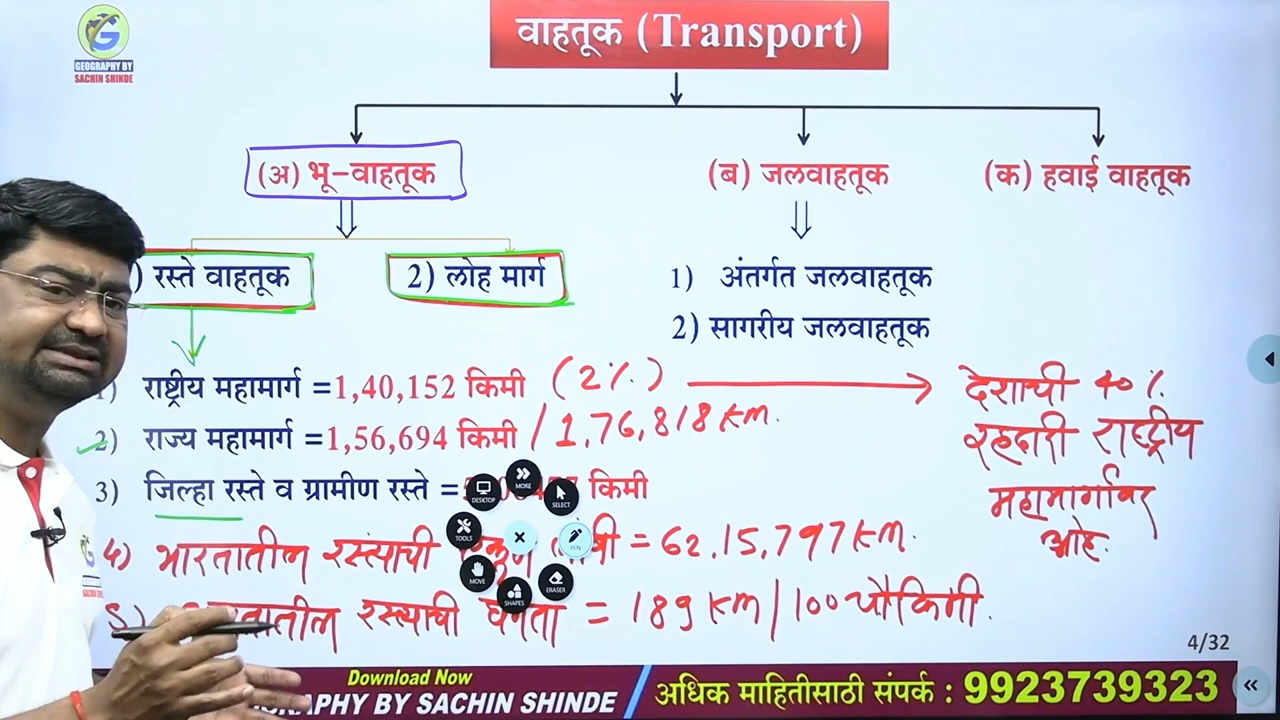 GEOGRAPHY BY
SACHIN SHINDE
वाहतूक (Transport)
(अ) भू-वाहतूक
(ब) जलवाहतूक
(क) हवाई वाहतूक
) रस्ते वाहतूक
2) लोह मार्ग
1) अंतर्गत जलवाहतूक
2) सागरीय जलवाहतूक
1) राष्ट्रीय महामार्ग =1,40,152 किमी (2%.)
देशाची 40%.
रहदारी राष्ट्रीय
महामार्गावर
आहे.
2) राज्य महामार्ग =1,56,694 किमी / 1,76,818 km.
3) जिल्हा रस्ते व ग्रामीण रस्ते = किमी
MORE
DESKTOP
SELECT
TOOLS
PEN
MOVE
ERASER
SHAPES
भारतातील रस्त्याची = 62,15,797 km.
रस्त्याची घनता = 189 km / 100 चौकिमी.
4/32
Download Now
GRAPHY BY SACHIN SHINDE
अधिक माहितीसाठी संपर्क : 9923739323